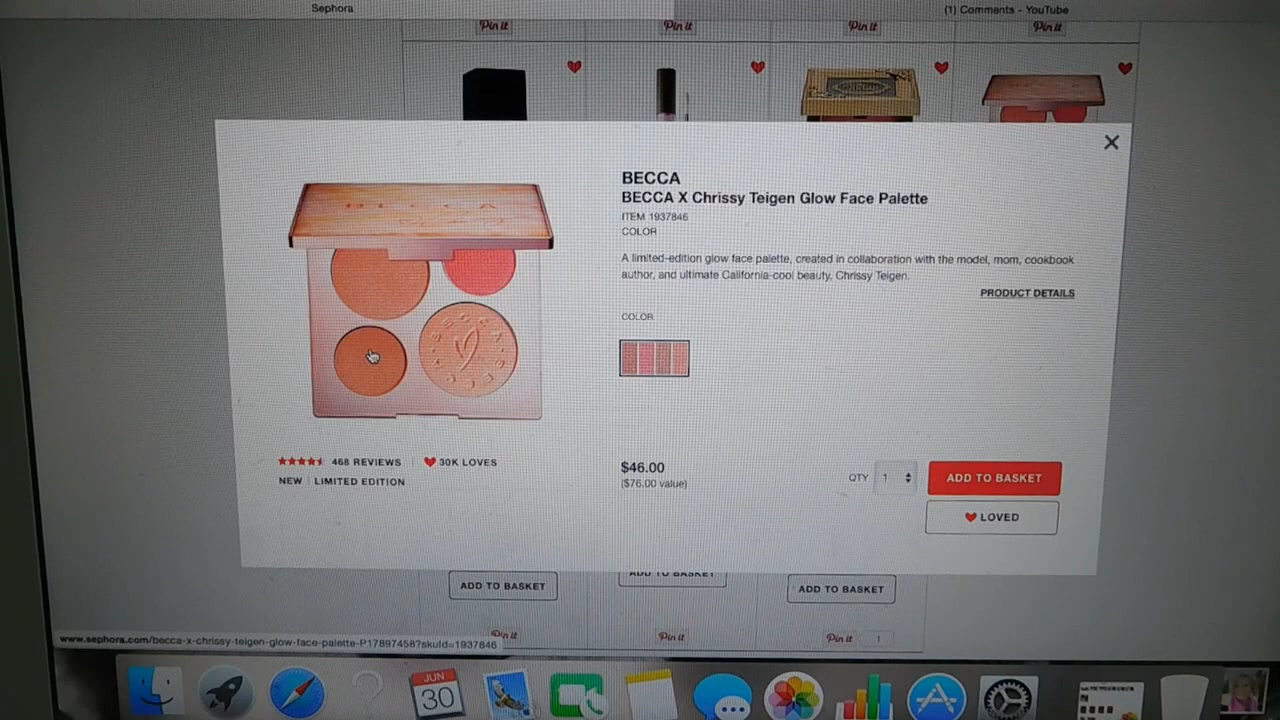 Sephora
(1) Comments - YouTube
Pin it
Pin it
Pin it
Pin it
BECCA
BECCA X Chrissy Teigen Glow Face Palette
ITEM 1937846
COLOR
A limited-edition glow face palette, created in collaboration with the model, mom, cookbook
author, and ultimate California-cool beauty, Chrissy Teigen.
PRODUCT DETAILS
COLOR
BECCA
468 REVIEWS
30K LOVES
NEW
LIMITED EDITION
$46.00
($76.00 value)
QTY
1
ADD TO BASKET
LOVED
ADD TO BASKET
ADD TO BASKET
ADD TO BASKET
Pin it
Pin it
Pin it
1
www.sephora.com/becca-x-chrissy-teigen-glow-face-palette-P17897458?skuId=1937846
JUN
30